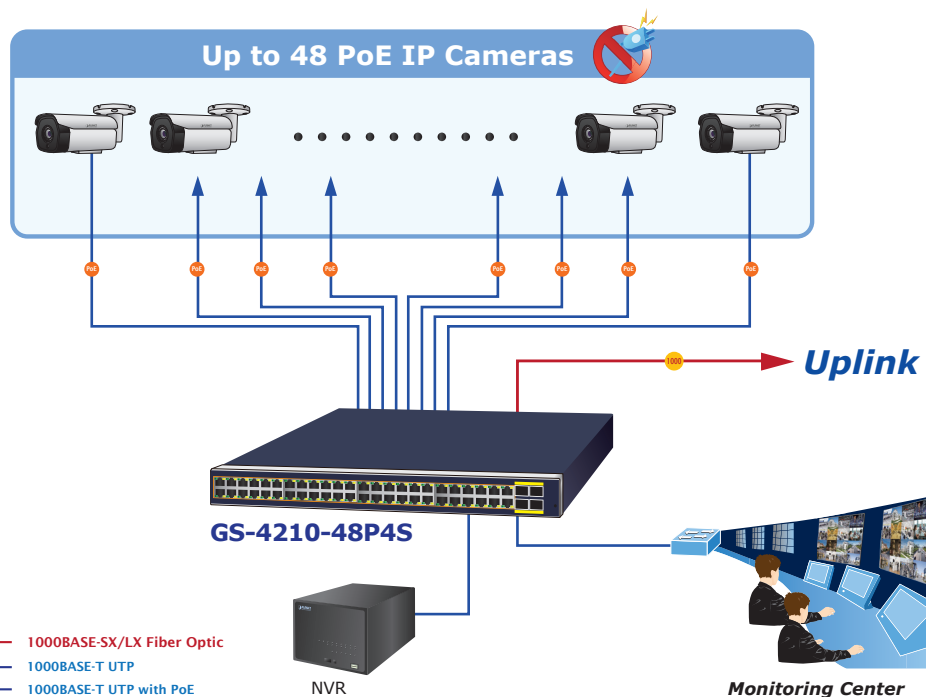 Up to 48 PoE IP Cameras
PoE
PoE
PoE
PoE
PoE
PoE
PoE
PoE
1000
Uplink
GS-4210-48P4S
1000BASE-SX/LX Fiber Optic
1000BASE-T UTP
1000BASE-T UTP with PoE
NVR
Monitoring Center